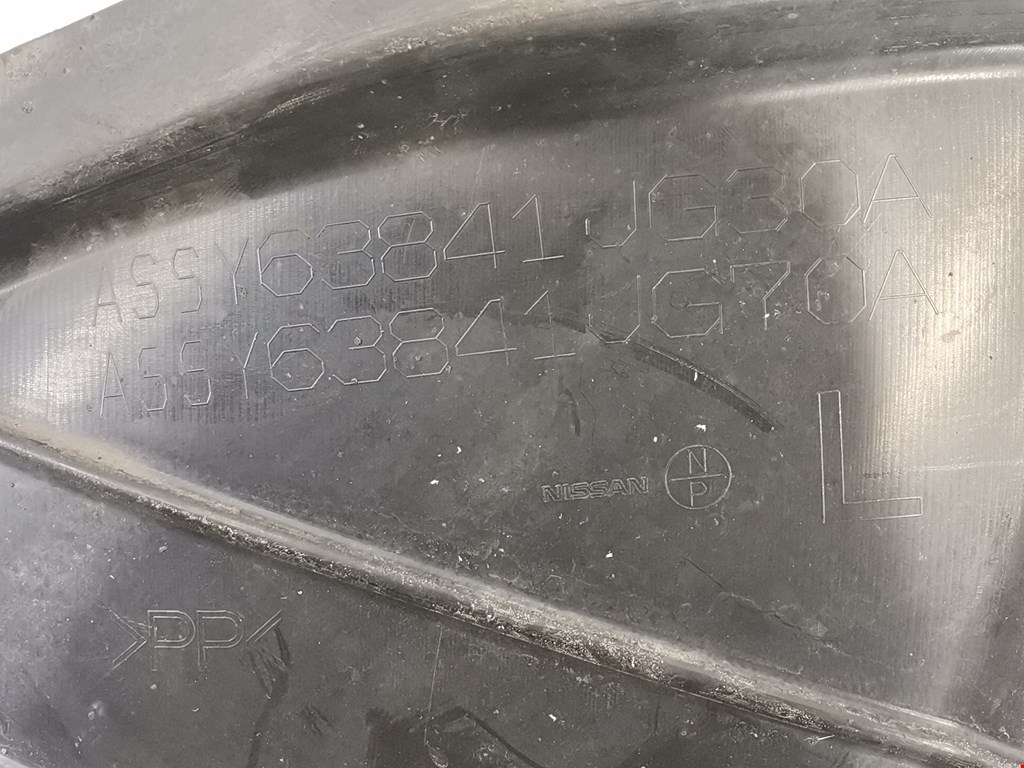 ASSY63841JG30A
ASSY63841JG70A
L
NISSAN N P
>PP<